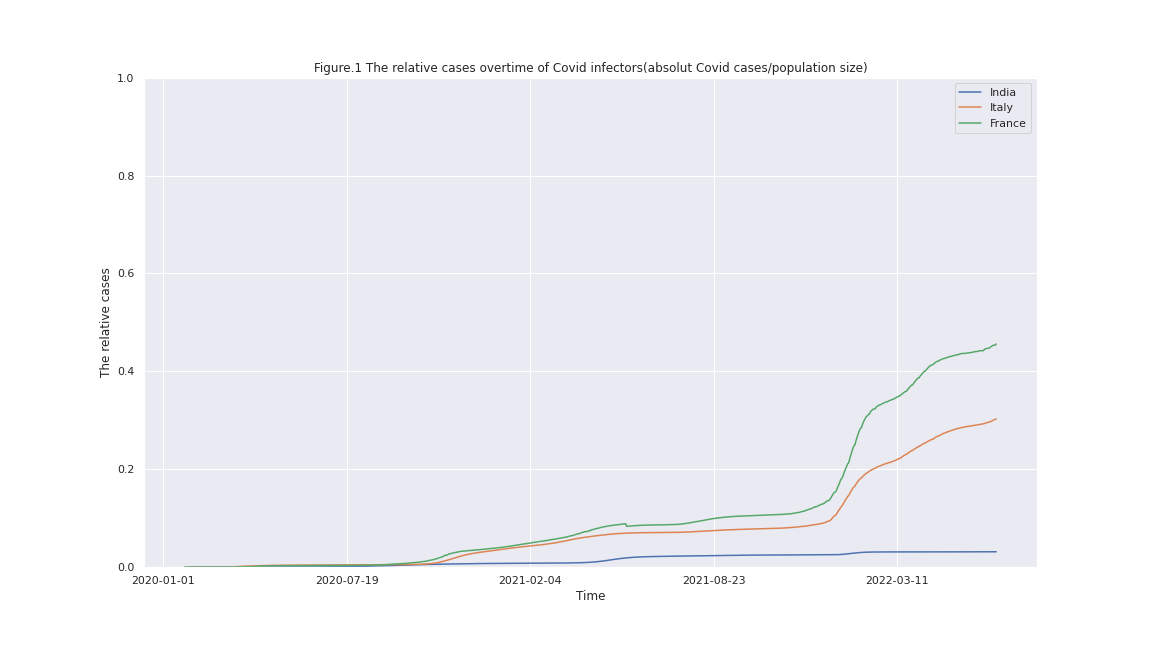 Figure.1 The relative cases overtime of Covid infectors(absolut Covid cases/population size)
1.0
India
Italy
France
0.8
0.6
The relative cases
0.4
0.2
0.0
2020-01-01
2020-07-19
2021-02-04
2021-08-23
2022-03-11
Time